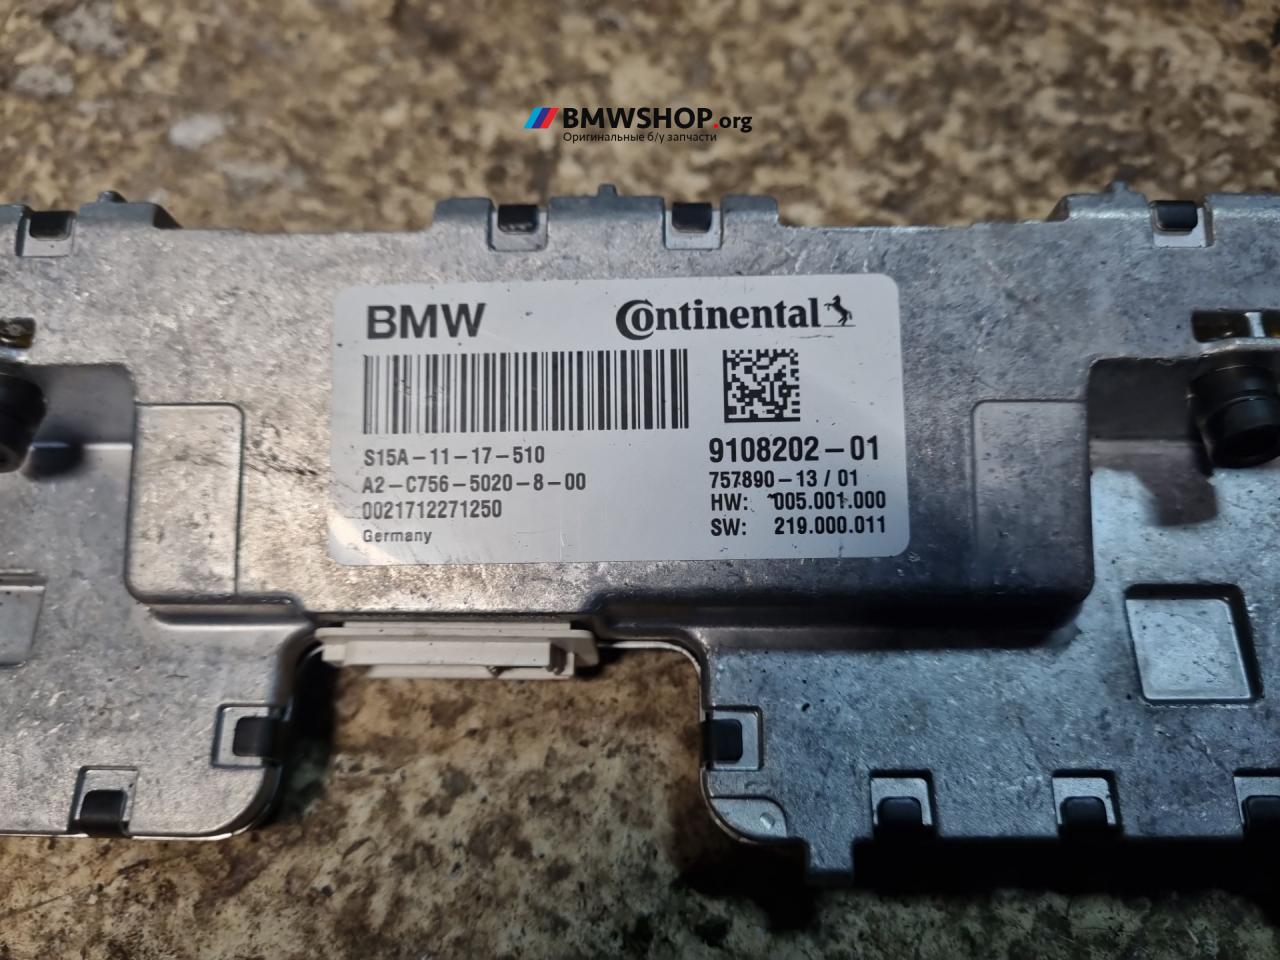 BMWSHOP.org
Оригинальные б/у запчасти
BMW
Continental
S15A-11-17-510
A2-C756-5020-8-00
0021712271250
Germany
9108202-01
757890-13/01
HW: 005.001.000
SW: 219.000.011